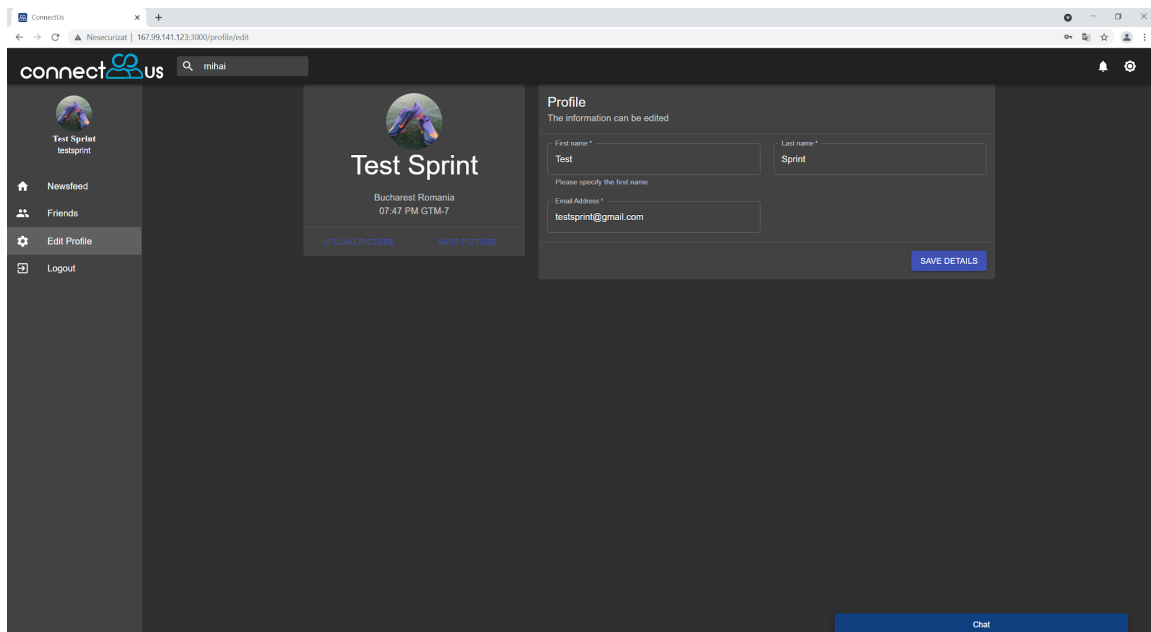 ConnectUs
Nesecurizat | 167.99.141.123:3000/profile/edit
connect us
mihai
Test Sprint
testsprint
Newsfeed
Friends
Edit Profile
Logout
Test Sprint
Bucharest Romania
07:47 PM GTM-7
UPLOAD PICTURE SAVE PICTURE
Profile
The information can be edited
First name * Last name *
Test Sprint
Please specify the first name
Email Address *
testsprint@gmail.com
SAVE DETAILS
Chat